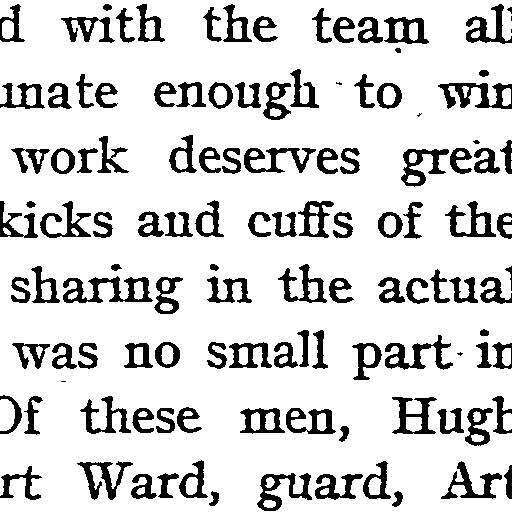 d with the team all
unate enough to win
work deserves great
kicks and cuffs of the
sharing in the actual
was no small part in
Of these men, Hugh
rt Ward, guard, Art